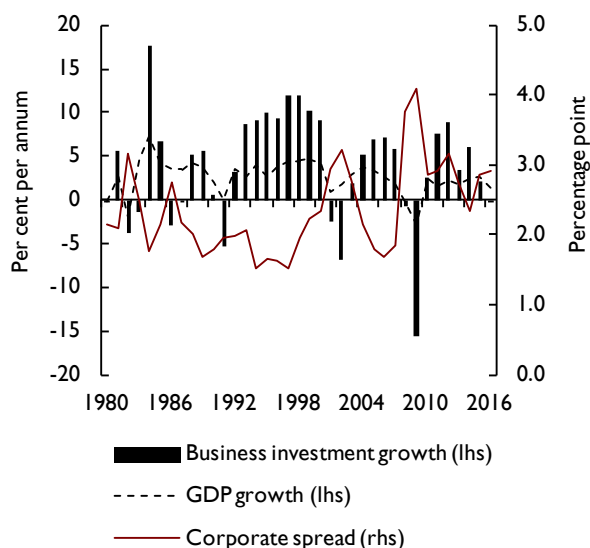 Per cent per annum
20
15
10
5
0
-5
-10
-15
-20
5.0
4.0
3.0
2.0
1.0
0.0
Percentage point
1980 1986 1992 1998 2004 2010 2016
Business investment growth (lhs)
GDP growth (lhs)
Corporate spread (rhs)